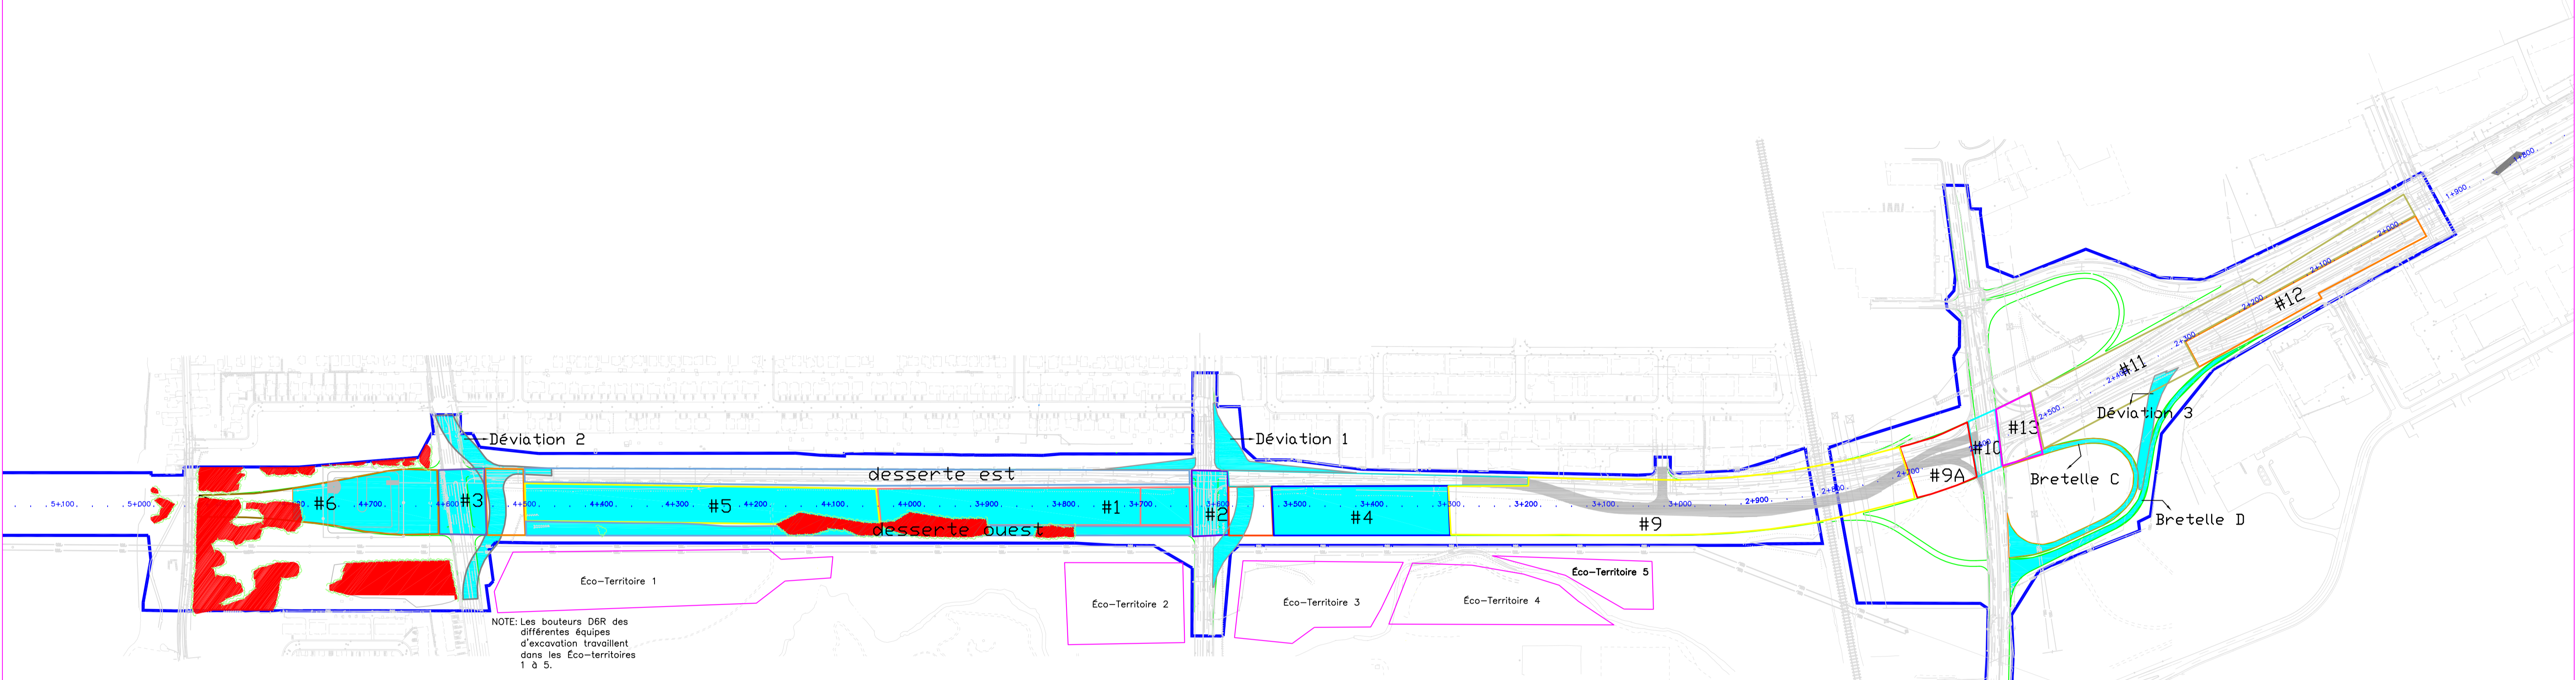 1+800
1+900
2+000
2+100
#12
2+200
2+300
#11
2+400
Déviation 3
2+500
#13
Déviation 2
Déviation 1
#10
desserte est
#9A
Bretelle C
2+700
2+800
5+100
5+000
#6
4+700
4+600
#3
4+500
4+400
4+300
#5
4+200
4+100
4+000
3+900
3+800
#1
3+700
3+600
#2
3+500
#4
3+400
3+300
3+200
3+100
3+000
2+900
#9
Bretelle D
desserte ouest
Éco-Territoire 1
Éco-Territoire 2
Éco-Territoire 3
Éco-Territoire 4
Éco-Territoire 5
NOTE: Les bouteurs D6R des
différentes équipes
d'excavation travaillent
dans les Éco-territoires
1 à 5.